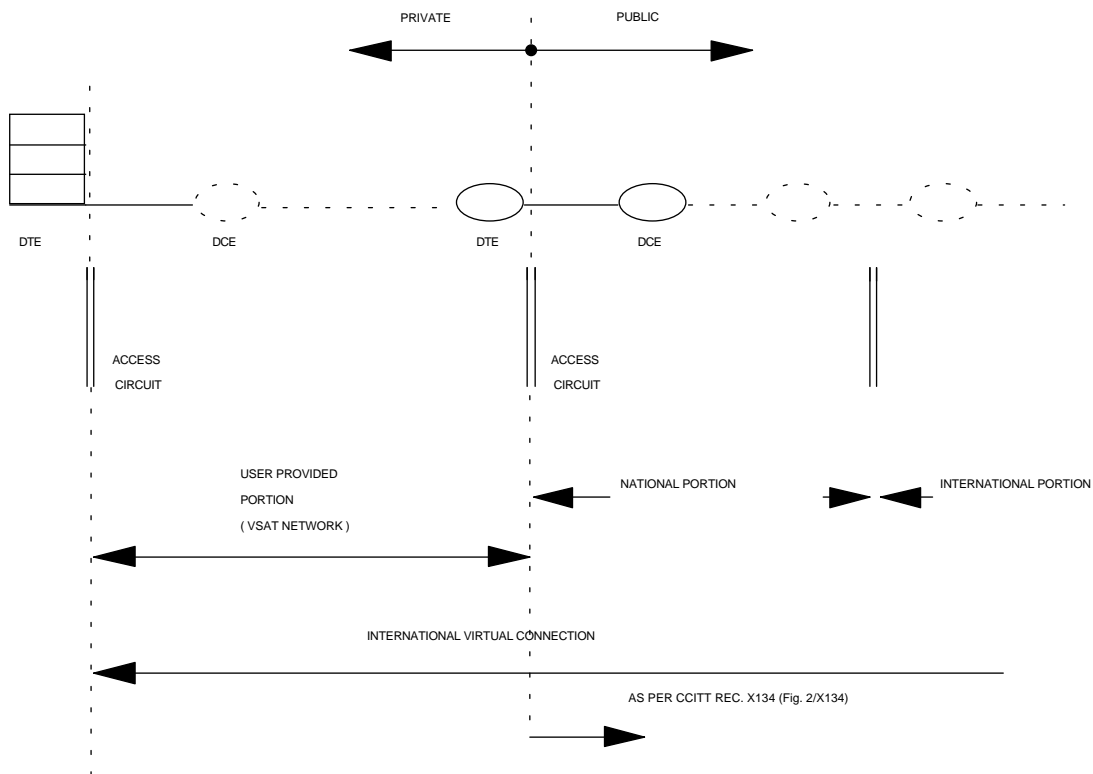 PRIVATE
PUBLIC
DTE
DCE
DTE
DCE
ACCESS
CIRCUIT
ACCESS
CIRCUIT
USER PROVIDED
PORTION
( VSAT NETWORK )
NATIONAL PORTION
INTERNATIONAL PORTION
INTERNATIONAL VIRTUAL CONNECTION
AS PER CCITT REC. X134 (Fig. 2/X134)